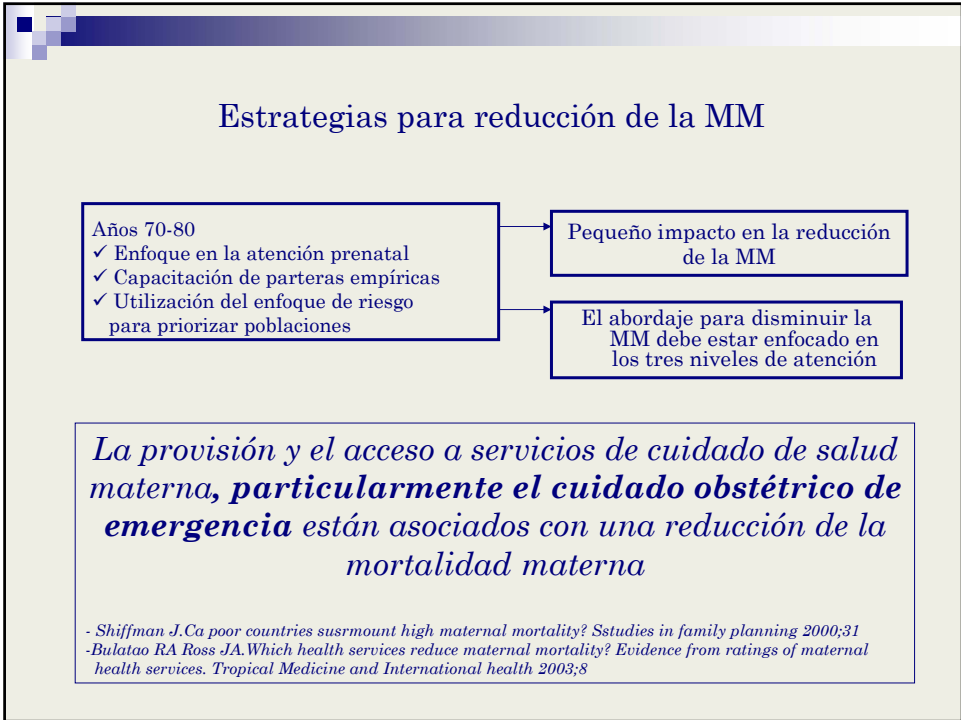 Estrategias para reducción de la MM
Años 70-80
✓ Enfoque en la atención prenatal
✓ Capacitación de parteras empíricas
✓ Utilización del enfoque de riesgo
para priorizar poblaciones
Pequeño impacto en la reducción
de la MM
El abordaje para disminuir la
MM debe estar enfocado en
los tres niveles de atención
La provisión y el acceso a servicios de cuidado de salud
materna, particularmente el cuidado obstétrico de
emergencia están asociados con una reducción de la
mortalidad materna
- Shiffman J.Ca poor countries susrmount high maternal mortality? Sstudies in family planning 2000;31
-Bulatao RA Ross JA.Which health services reduce maternal mortality? Evidence from ratings of maternal
health services. Tropical Medicine and International health 2003;8